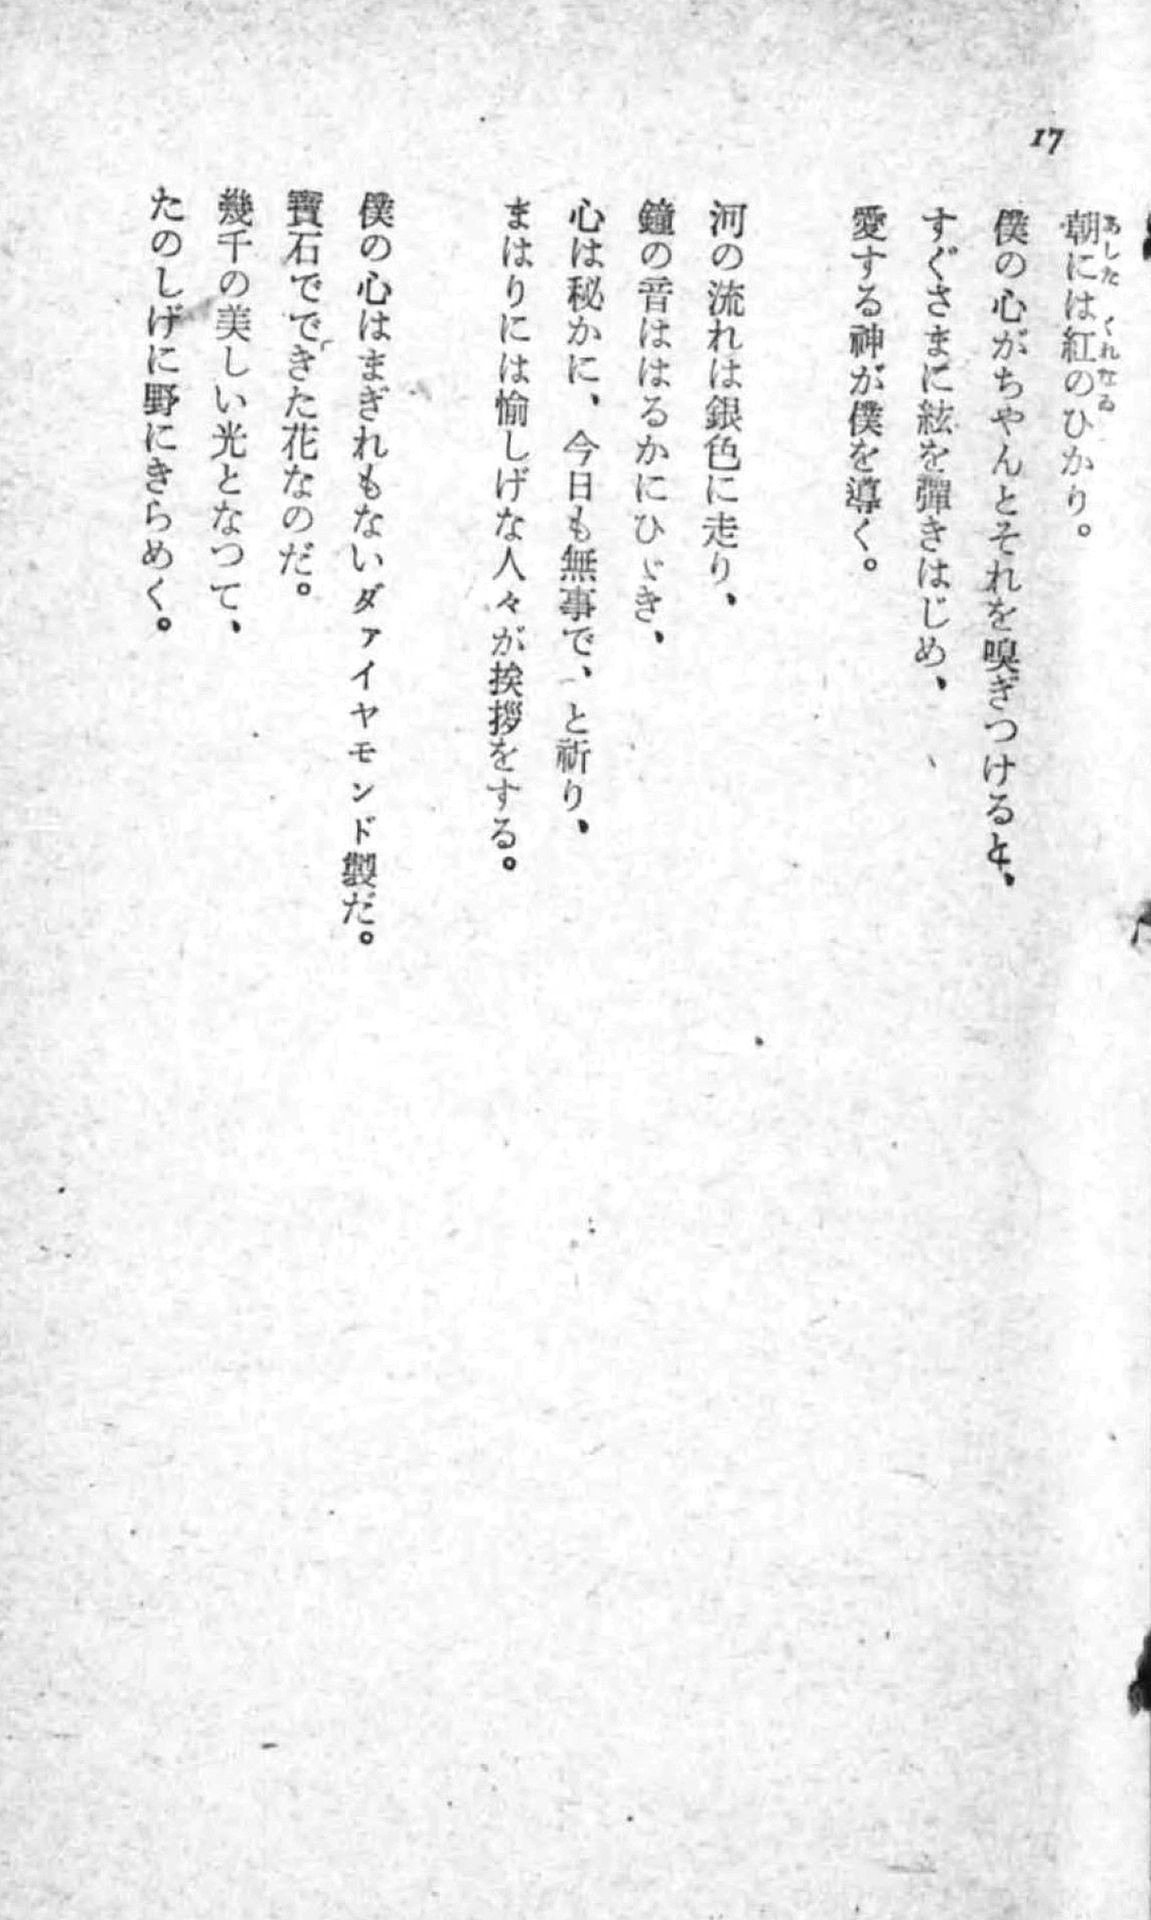 17
朝には紅のひかり。
あした くれなゐ
僕の心がちやんとそれを嗅ぎつけると、
すぐさまに絃を彈きはじめ、
愛する神が僕を導く。
河の流れは銀色に走り、
鐘の音ははるかにひゞき、
心は秘かに、今日も無事で、と祈り、
まはりには愉しげな人々が挨拶をする。
僕の心はまぎれもないダァイヤモンド製だ。
寶石でできた花なのだ。
幾千の美しい光となつて、
たのしげに野にきらめく。